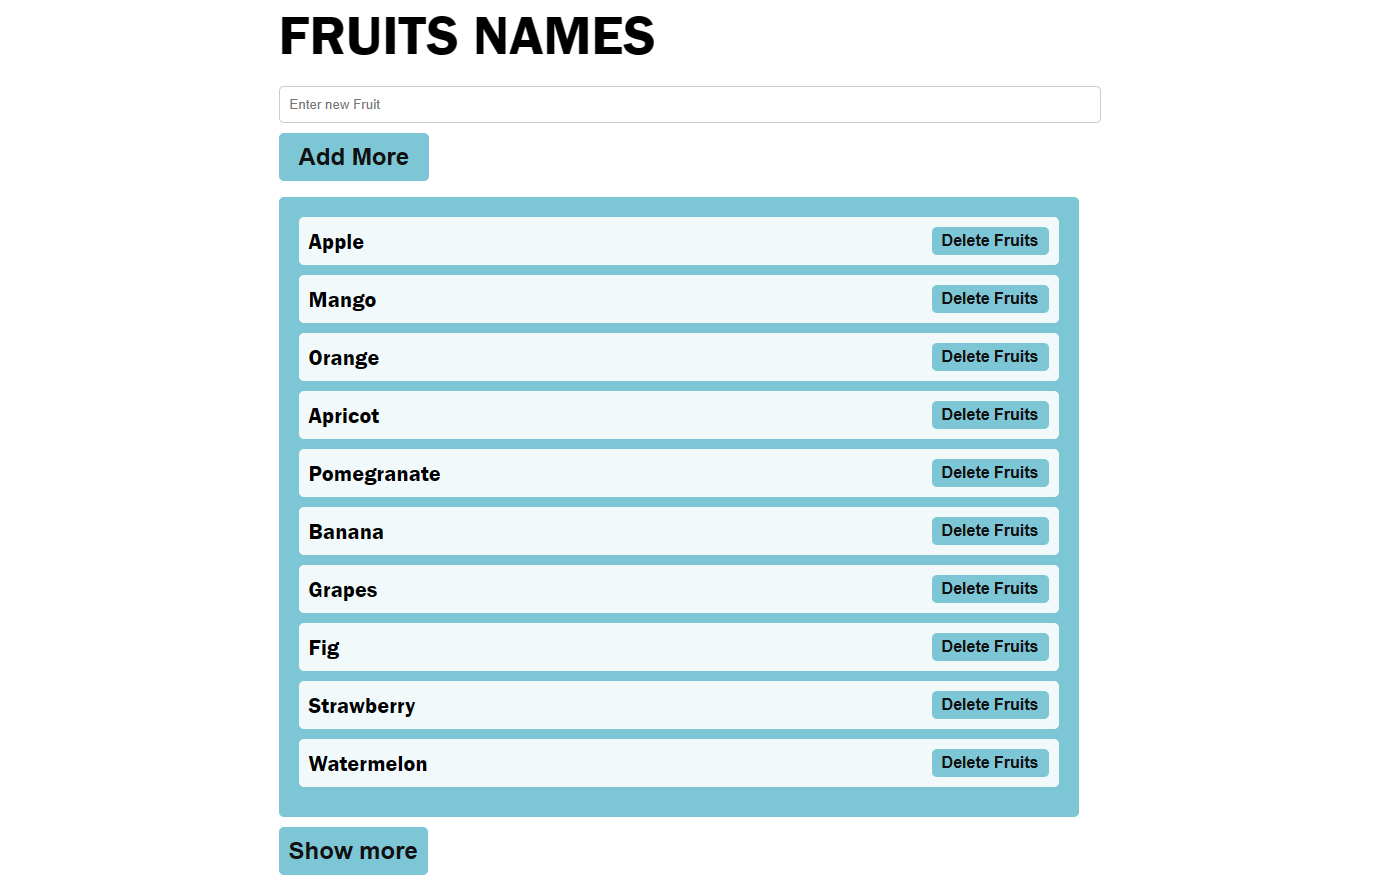 FRUITS NAMES
Enter new Fruit
Add More
Apple Delete Fruits
Mango Delete Fruits
Orange Delete Fruits
Apricot Delete Fruits
Pomegranate Delete Fruits
Banana Delete Fruits
Grapes Delete Fruits
Fig Delete Fruits
Strawberry Delete Fruits
Watermelon Delete Fruits
Show more